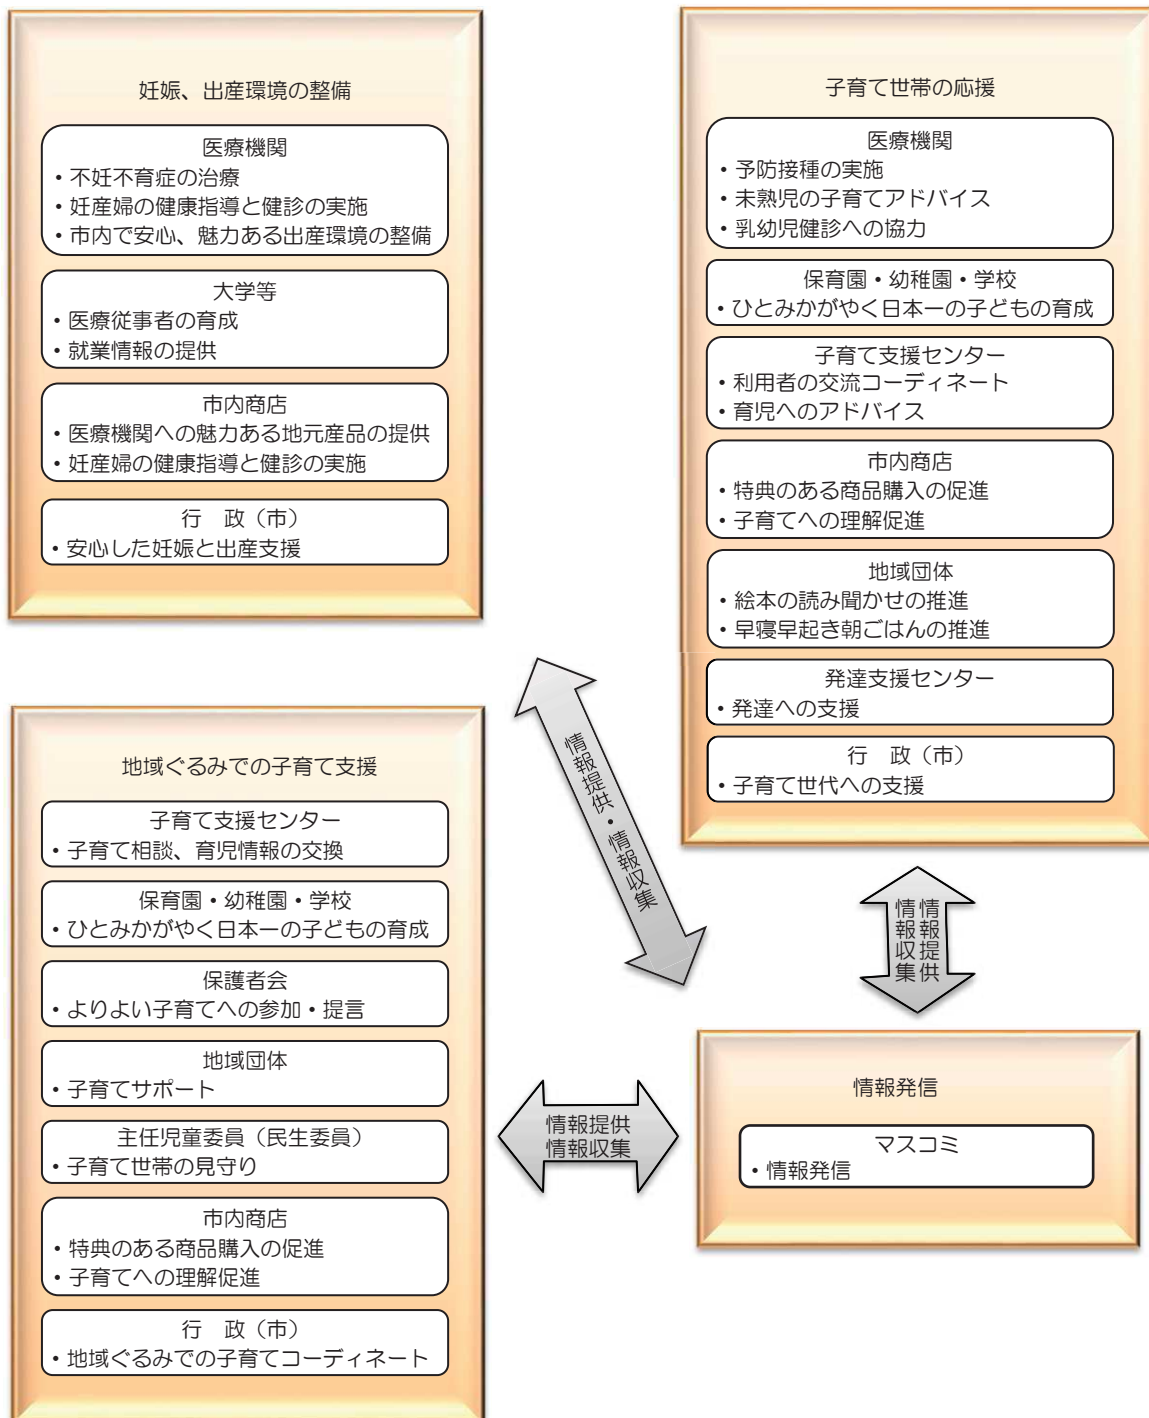 妊娠、出産環境の整備
医療機関
・不妊不育症の治療
・妊産婦の健康指導と健診の実施
・市内で安心、魅力ある出産環境の整備
大学等
・医療従事者の育成
・就業情報の提供
市内商店
・医療機関への魅力ある地元産品の提供
・妊産婦の健康指導と健診の実施
行　政（市）
・安心した妊娠と出産支援
子育て世帯の応援
医療機関
・予防接種の実施
・未熟児の子育てアドバイス
・乳幼児健診への協力
保育園・幼稚園・学校
・ひとみかがやく日本一の子どもの育成
子育て支援センター
・利用者の交流コーディネート
・育児へのアドバイス
市内商店
・特典のある商品購入の促進
・子育てへの理解促進
地域団体
・絵本の読み聞かせの推進
・早寝早起き朝ごはんの推進
発達支援センター
・発達への支援
行　政（市）
・子育て世代への支援
地域ぐるみでの子育て支援
子育て支援センター
・子育て相談、育児情報の交換
保育園・幼稚園・学校
・ひとみかがやく日本一の子どもの育成
保護者会
・よりよい子育てへの参加・提言
地域団体
・子育てサポート
主任児童委員（民生委員）
・子育て世帯の見守り
市内商店
・特典のある商品購入の促進
・子育てへの理解促進
行　政（市）
・地域ぐるみでの子育てコーディネート
情報提供・情報収集
情報提供
情報収集
情報提供
情報収集
情報発信
マスコミ
・情報発信